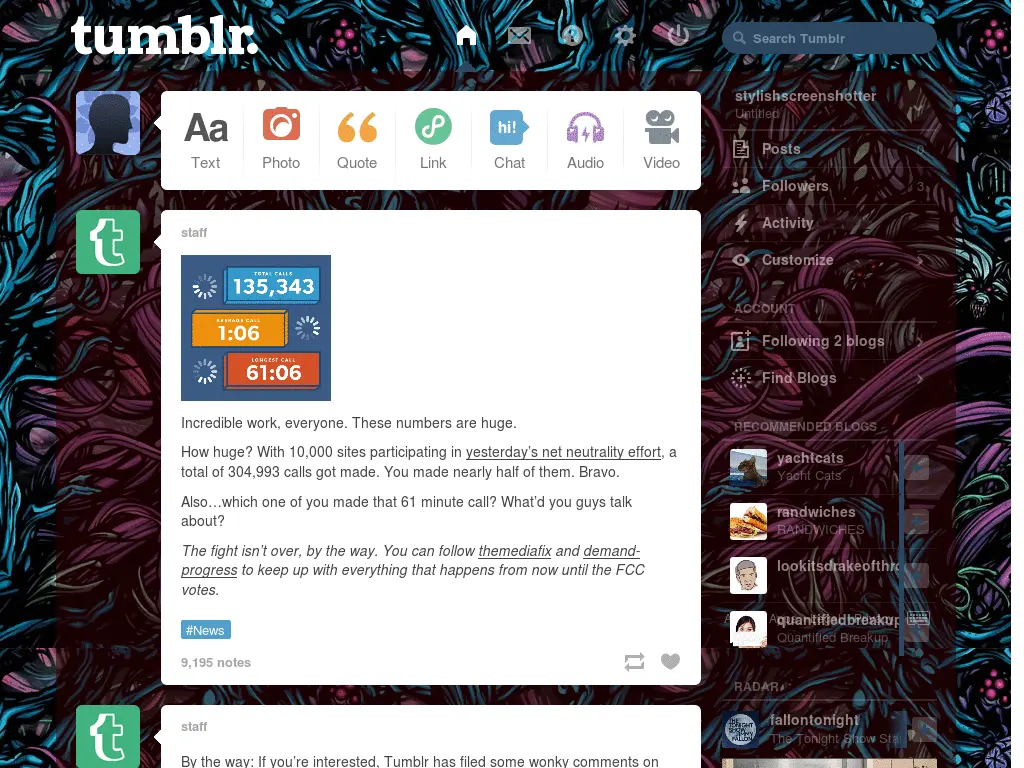 tumblr.
Search Tumblr
Aa
hi!
Text
Photo
Quote
Link
Chat
Audio
Video
stylishscreenshotter
Untitled
Posts 0
Followers 3
Activity
Customize
ACCOUNT
Following 2 blogs
Find Blogs
RECOMMENDED BLOGS
yachtcats
Yacht Cats
randwiches
RANDWICHES
lookitsdrakeofthro
quantifiedbreakup
Quantified Breakup
RADAR
fallontonight
The Tonight Show Star
THE
TONIGHT
SHOW
JIMMY
FALLON
staff
TOTAL CALLS
135,343
AVERAGE CALL
1:06
LONGEST CALL
61:06
Incredible work, everyone. These numbers are huge.
How huge? With 10,000 sites participating in yesterday’s net neutrality effort, a
total of 304,993 calls got made. You made nearly half of them. Bravo.
Also…which one of you made that 61 minute call? What’d you guys talk
about?
The fight isn’t over, by the way. You can follow themediafix and demand-
progress to keep up with everything that happens from now until the FCC
votes.
#News
9,195 notes
staff
By the way: If you’re interested, Tumblr has filed some wonky comments on